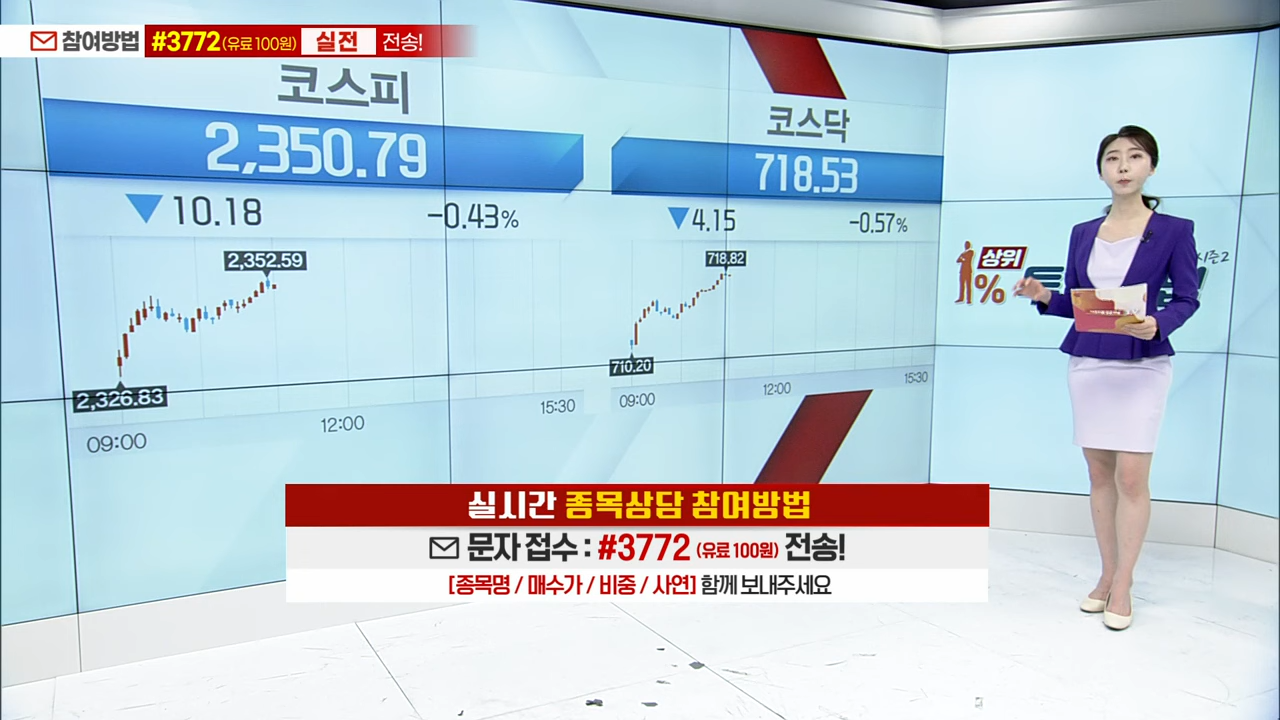 참여방법 #3772 (유료 100원) 실전 전송!
코스피
2,350.79
▼ 10.18 -0.43%
2,352.59
2,326.83
09:00 12:00 15:30
코스닥
718.53
▼ 4.15 -0.57%
718.82
710.20
09:00 12:00 15:30
상위
1%
시즌2
실시간 종목상담 참여방법
문자 접수 : #3772 (유료 100원) 전송!
[종목명 / 매수가 / 비중 / 사연] 함께 보내주세요